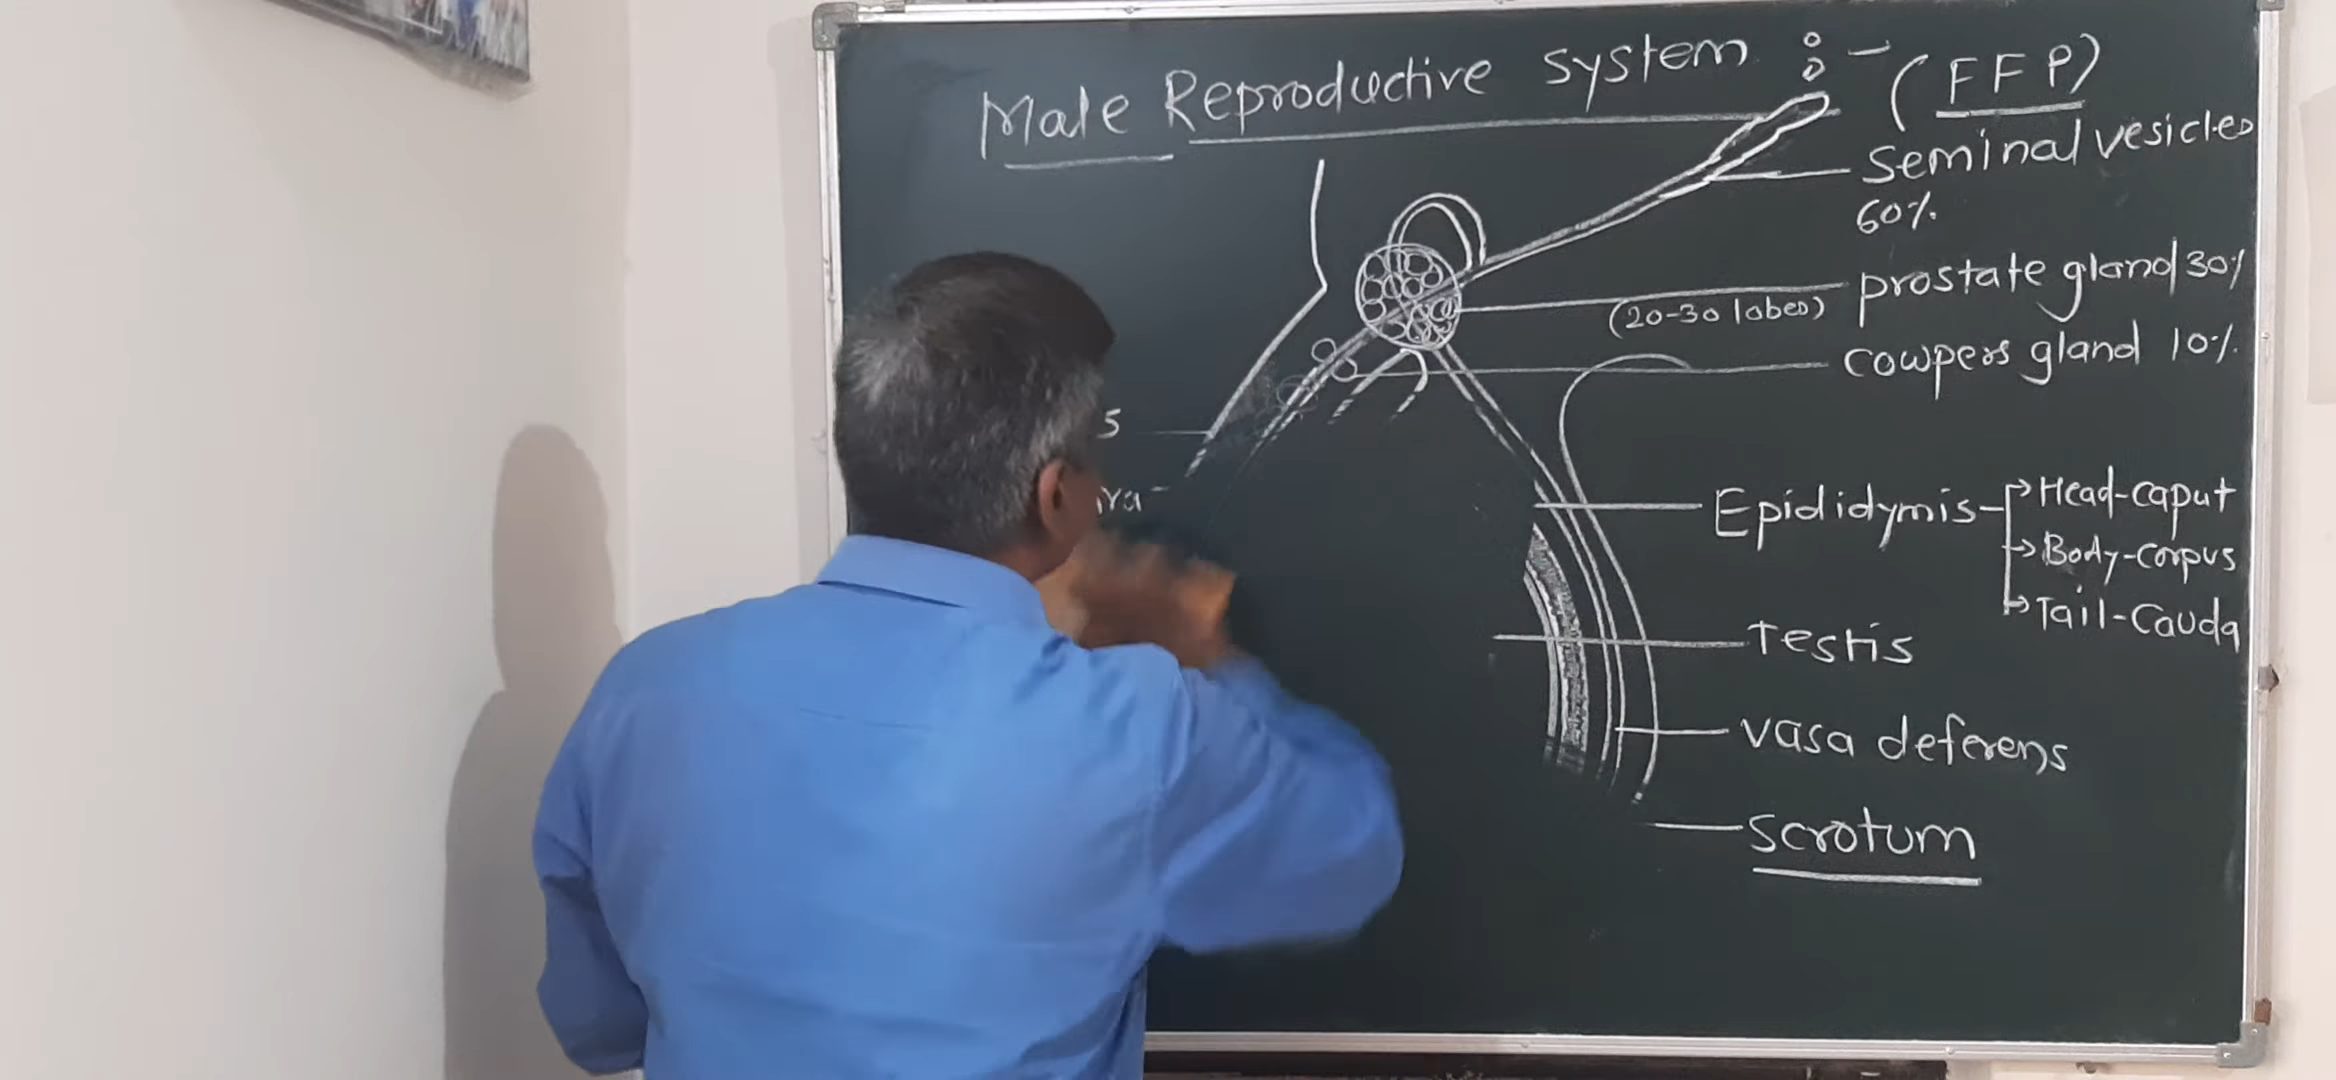 Male Reproductive system :- (FFP)
Seminal vesicles
60%
prostate gland 30%
(20-30 lobes)
cowpers gland 10%
Epididymis
Head-caput
Body-corpus
Tail-Cauda
Testis
vasa deferens
scrotum